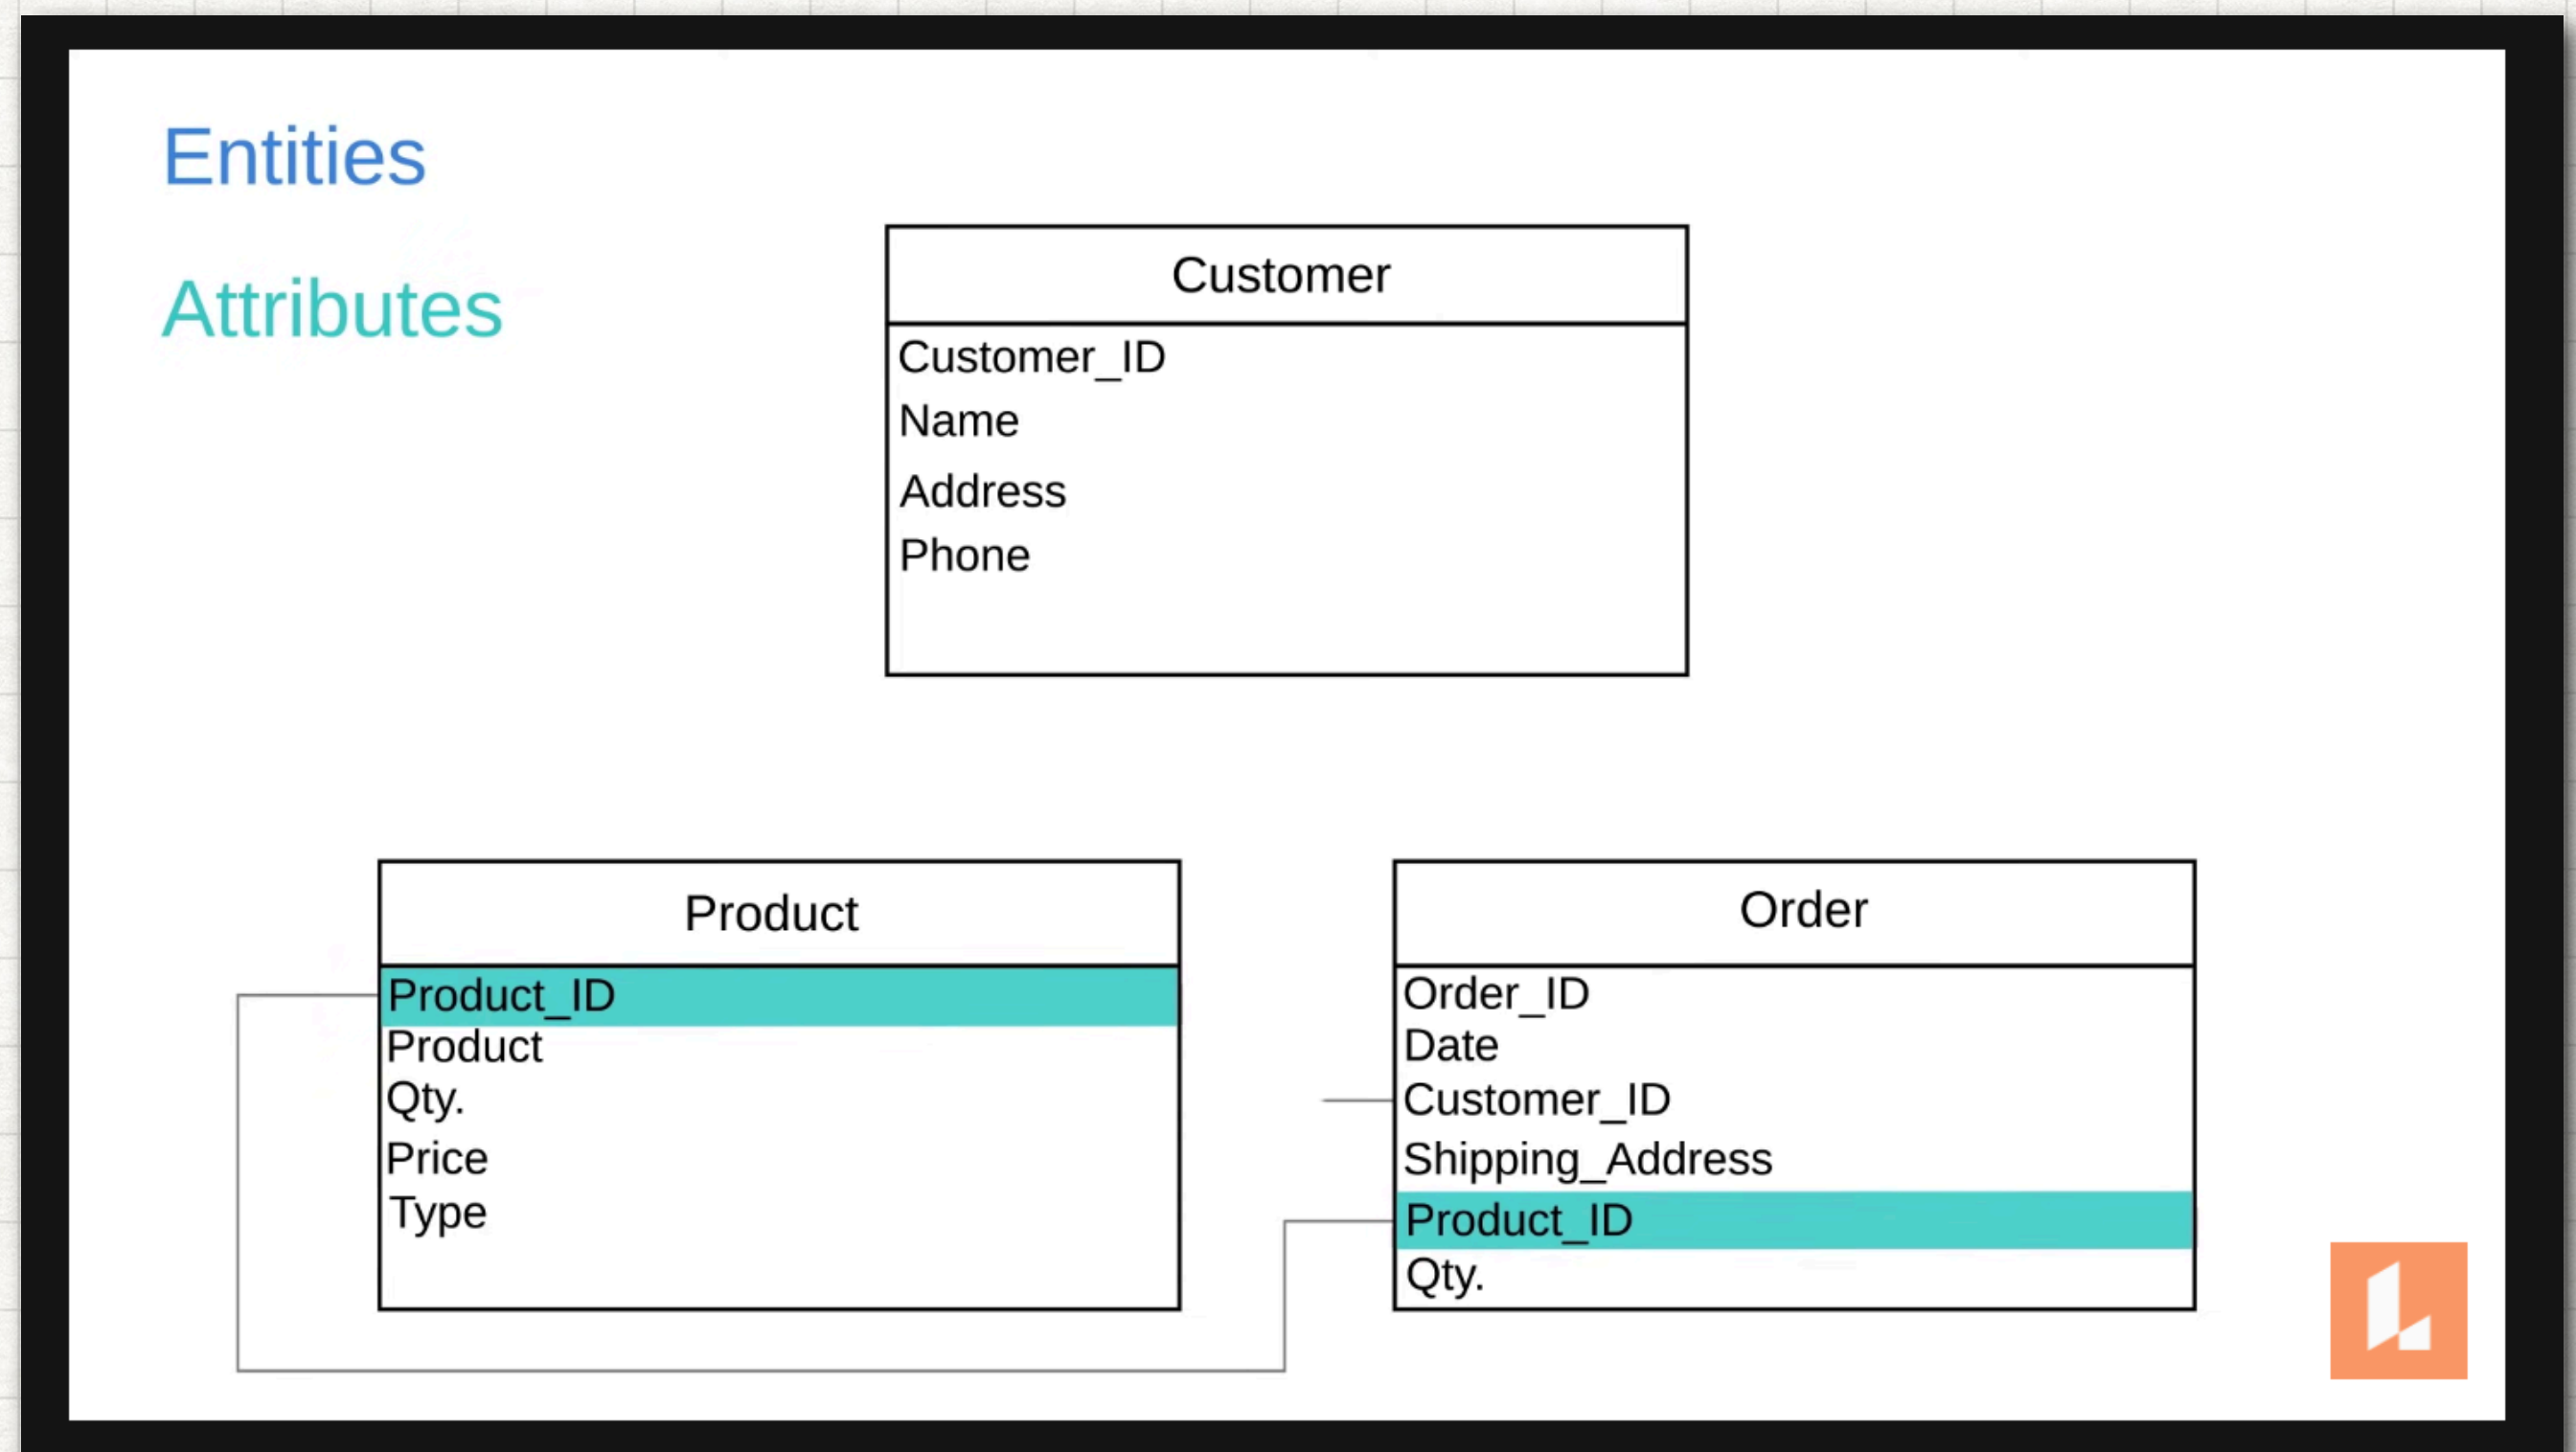 Entities
Attributes
Customer
Customer_ID
Name
Address
Phone
Product
Product_ID
Product
Qty.
Price
Type
Order
Order_ID
Date
Customer_ID
Shipping_Address
Product_ID
Qty.